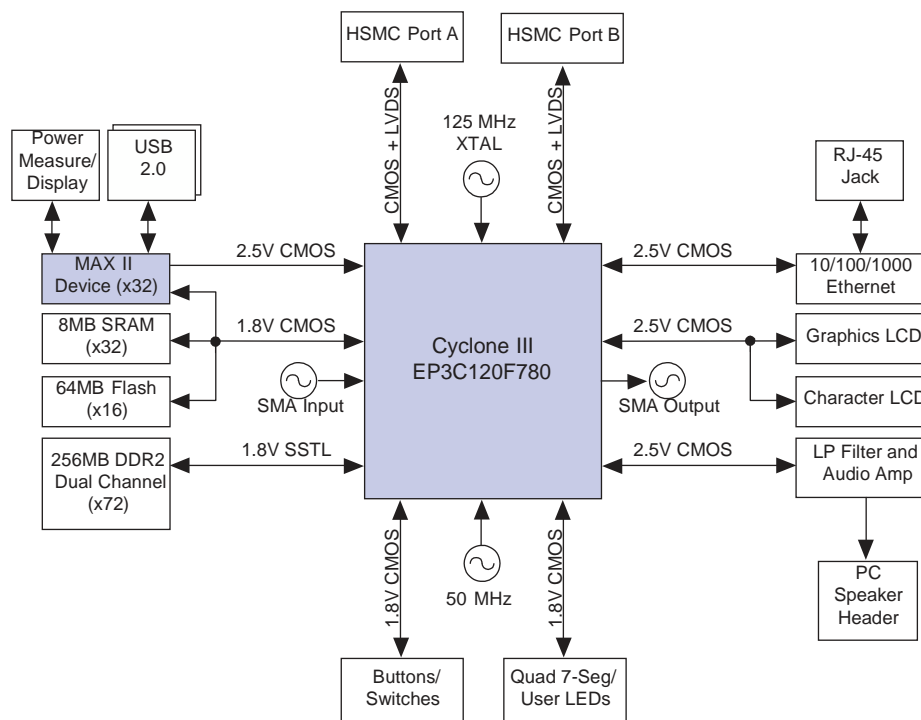 HSMC Port A
HSMC Port B
CMOS + LVDS
125 MHz
XTAL
CMOS + LVDS
Power
Measure/
Display
USB
2.0
RJ-45
Jack
MAX II
Device (x32)
2.5V CMOS
2.5V CMOS
10/100/1000
Ethernet
8MB SRAM
(x32)
1.8V CMOS
Cyclone III
EP3C120F780
2.5V CMOS
Graphics LCD
64MB Flash
(x16)
SMA Input
SMA Output
Character LCD
256MB DDR2
Dual Channel
(x72)
1.8V SSTL
2.5V CMOS
LP Filter and
Audio Amp
1.8V CMOS
50 MHz
1.8V CMOS
PC
Speaker
Header
Buttons/
Switches
Quad 7-Seg/
User LEDs